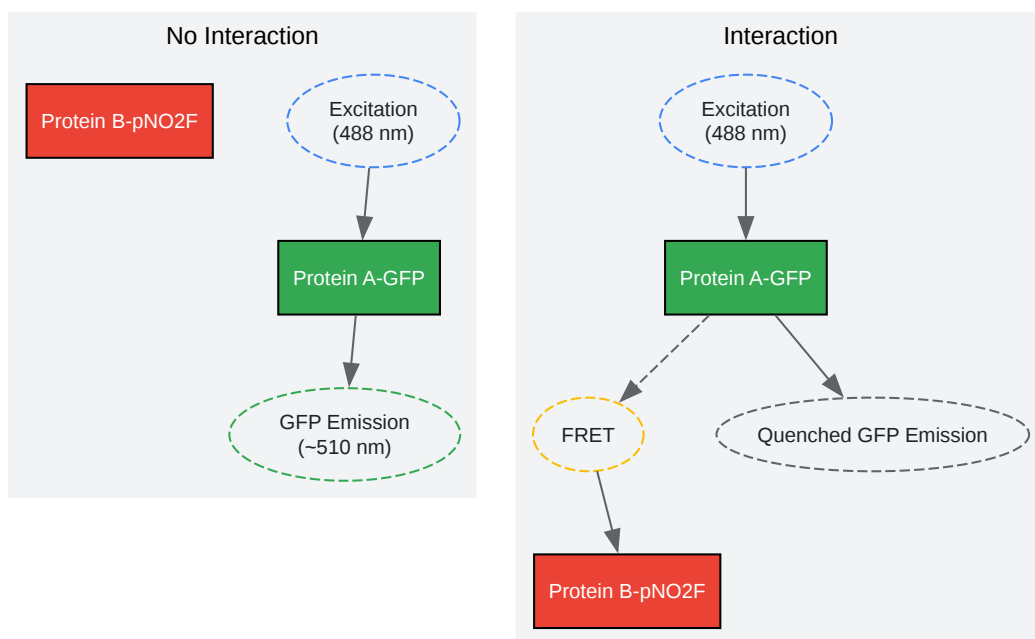 No Interaction
Protein B-pNO2F
Excitation
(488 nm)
Protein A-GFP
GFP Emission
(~510 nm)
Interaction
Excitation
(488 nm)
Protein A-GFP
FRET
Quenched GFP Emission
Protein B-pNO2F